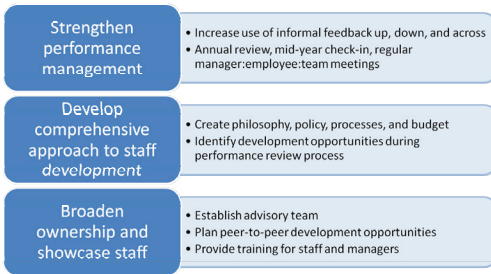 Strengthen
performance
management
• Increase use of informal feedback up, down, and across
• Annual review, mid-year check-in, regular
manager:employee:team meetings
Develop
comprehensive
approach to staff
development
• Create philosophy, policy, processes, and budget
• Identify development opportunities during
performance review process
Broaden
ownership and
showcase staff
• Establish advisory team
• Plan peer-to-peer development opportunities
• Provide training for staff and managers